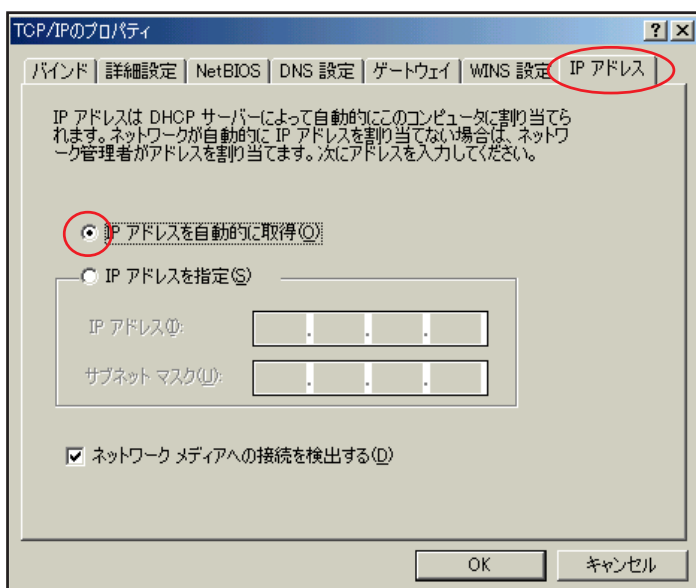 TCP/IPのプロパティ
バインド 詳細設定 NetBIOS DNS 設定 ゲートウェイ WINS 設定 IP アドレス
IP アドレスは DHCP サーバーによって自動的にこのコンピュータに割り当てら
れます。ネットワークが自動的に IP アドレスを割り当てない場合は、ネットワ
ーク管理者がアドレスを割り当てます。次にアドレスを入力してください。
IP アドレスを自動的に取得(O)
IP アドレスを指定(S)
IP アドレス(I):
サブネット マスク(U):
ネットワーク メディアへの接続を検出する(D)
OK キャンセル